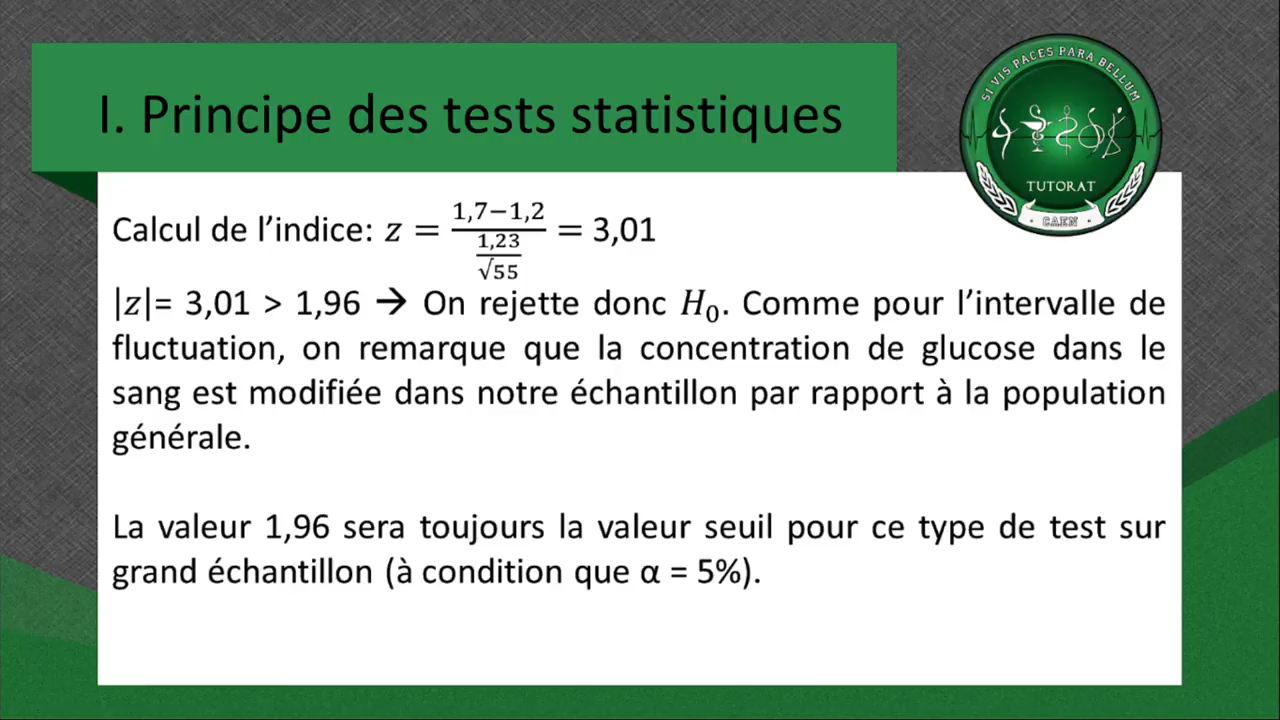 I. Principe des tests statistiques
SI VIS PACES PARA BELLUM
TUTORAT
CAEN
Calcul de l’indice: z = (1,7−1,2)/(1,23/√55) = 3,01
|z|= 3,01 > 1,96 → On rejette donc H₀. Comme pour l’intervalle de
fluctuation, on remarque que la concentration de glucose dans le
sang est modifiée dans notre échantillon par rapport à la population
générale.
La valeur 1,96 sera toujours la valeur seuil pour ce type de test sur
grand échantillon (à condition que α = 5%).